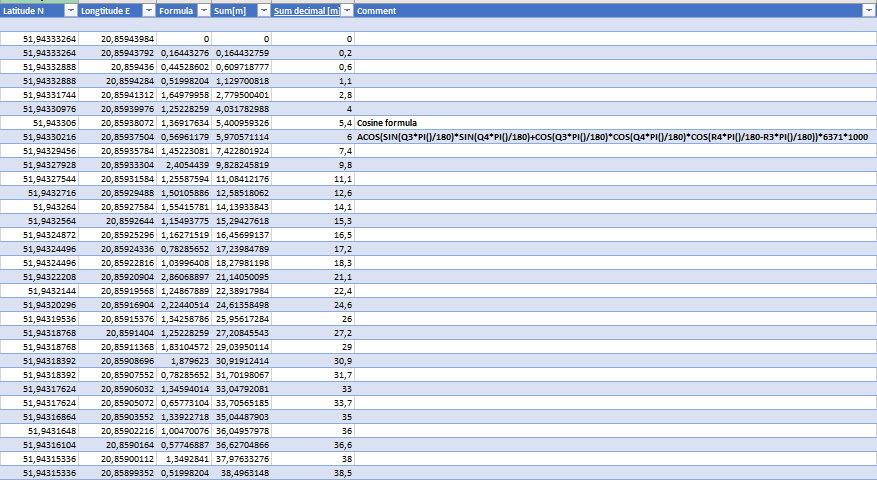 Latitude N Longtitude E Formula Sum[m] Sum decimal [m] Comment
51,94333264 20,85943984 0 0 0
51,94333264 20,85943792 0,16443276 0,164432759 0,2
51,94332888 20,859436 0,44528602 0,609718777 0,6
51,94332888 20,8594284 0,51998204 1,129700818 1,1
51,94331744 20,85941312 1,64979958 2,779500401 2,8
51,94330976 20,85939976 1,25228259 4,031782988 4
51,943306 20,85938072 1,36917634 5,400959326 5,4 Cosine formula
51,94330216 20,85937504 0,56961179 5,970571114 6 ACOS(SIN(Q3*PI()/180)*SIN(Q4*PI()/180)+COS(Q3*PI()/180)*COS(Q4*PI()/180)*COS(R4*PI()/180-R3*PI()/180))*6371*1000
51,94329456 20,85935784 1,45223081 7,422801924 7,4
51,94327928 20,85933304 2,4054439 9,828245819 9,8
51,94327544 20,85931584 1,25587594 11,08412176 11,1
51,9432716 20,85929488 1,50105886 12,58518062 12,6
51,943264 20,85927584 1,55415781 14,13933843 14,1
51,9432564 20,8592644 1,15493775 15,29427618 15,3
51,94324872 20,85925296 1,16271519 16,45699137 16,5
51,94324496 20,85924336 0,78285652 17,23984789 17,2
51,94324496 20,85922816 1,03996408 18,27981198 18,3
51,94322208 20,85920904 2,86068897 21,14050095 21,1
51,9432144 20,85919568 1,24867889 22,38917984 22,4
51,94320296 20,85916904 2,22440514 24,61358498 24,6
51,94319536 20,85915376 1,34258786 25,95617284 26
51,94318768 20,8591404 1,25228259 27,20845543 27,2
51,94318768 20,85911368 1,83104572 29,03950114 29
51,94318392 20,85908696 1,879623 30,91912414 30,9
51,94318392 20,85907552 0,78285652 31,70198067 31,7
51,94317624 20,85906032 1,34594014 33,04792081 33
51,94317624 20,85905072 0,65773104 33,70565185 33,7
51,94316864 20,85903552 1,33922718 35,04487903 35
51,9431648 20,85902216 1,00470076 36,04957978 36
51,94316104 20,8590164 0,57746887 36,62704866 36,6
51,94315336 20,85900112 1,3492841 37,97633276 38
51,94315336 20,85899352 0,51998204 38,4963148 38,5